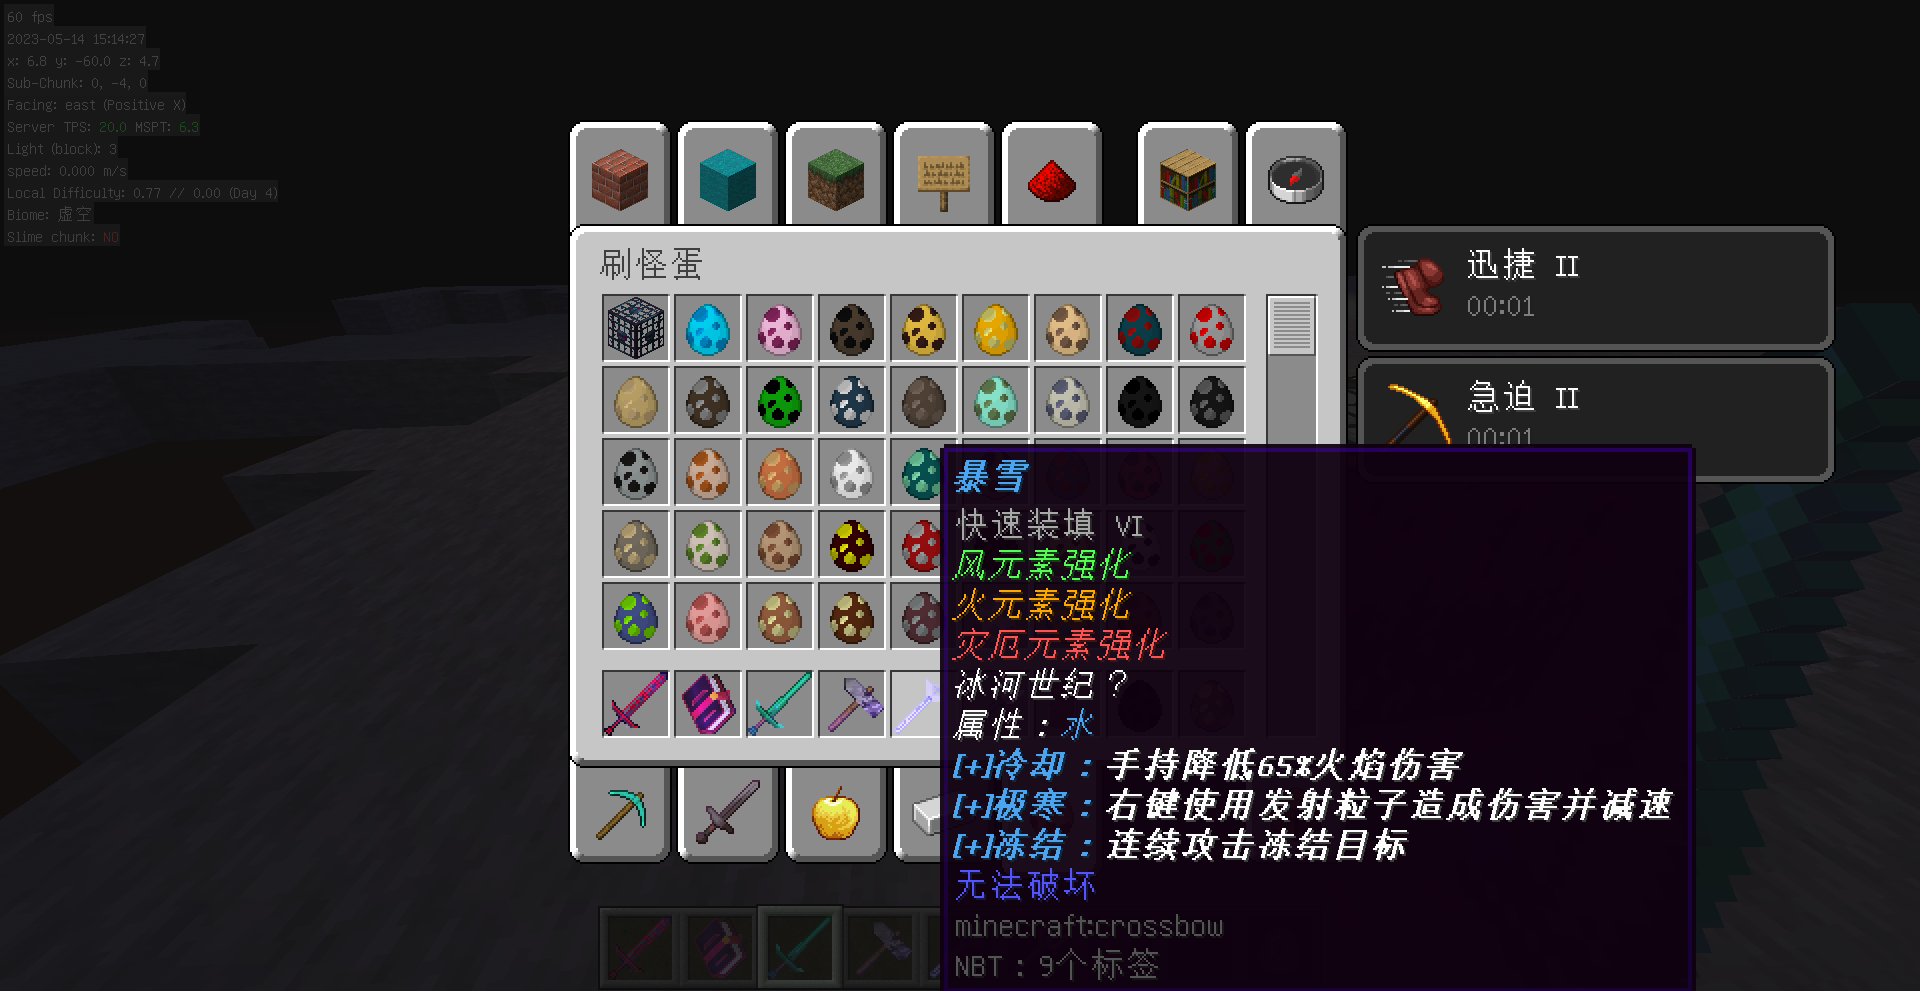 60 fps
2023-05-14 15:14:27
x: 6.8 y: -60.0 z: 4.7
Sub-Chunk: 0, -4, 0
Facing: east (Positive X)
Server TPS: 20.0 MSPT: 6.3
Light (block): 3
speed: 0.000 m/s
Local Difficulty: 0.77 // 0.00 (Day 4)
Biome: 虚空
Slime chunk: NO
刷怪蛋
迅捷 II
00:01
急迫 II
00:01
暴雪
快速装填 VI
风元素强化
火元素强化
灾厄元素强化
冰河世纪？
属性：水
[+]冷却：手持降低65%火焰伤害
[+]极寒：右键使用发射粒子造成伤害并减速
[+]冻结：连续攻击冻结目标
无法破坏
minecraft:crossbow
NBT：9个标签